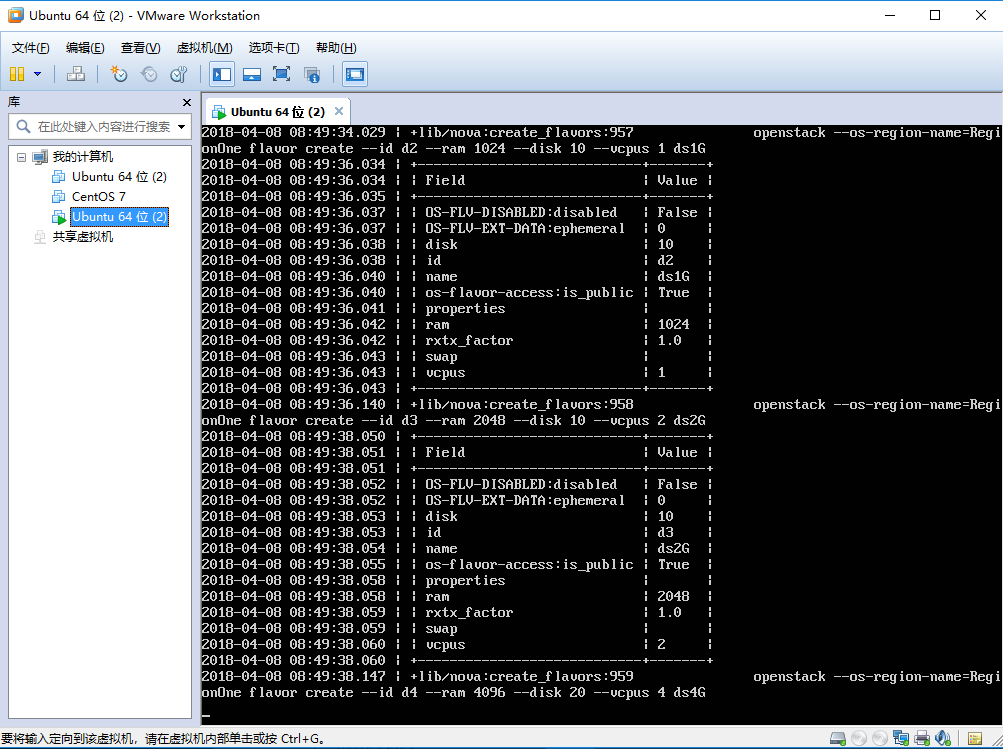 Ubuntu 64 位 (2) - VMware Workstation
文件(F) 编辑(E) 查看(V) 虚拟机(M) 选项卡(T) 帮助(H)
库
在此处键入内容进行搜索
我的计算机
Ubuntu 64 位 (2)
CentOS 7
Ubuntu 64 位 (2)
共享虚拟机
Ubuntu 64 位 (2)
2018-04-08 08:49:34.029 | +lib/nova:create_flavors:957 openstack --os-region-name=Regi
onOne flavor create --id d2 --ram 1024 --disk 10 --vcpus 1 ds1G
2018-04-08 08:49:36.034 | +----------------------------+-------+
2018-04-08 08:49:36.034 | | Field | Value |
2018-04-08 08:49:36.035 | +----------------------------+-------+
2018-04-08 08:49:36.037 | | OS-FLV-DISABLED:disabled | False |
2018-04-08 08:49:36.037 | | OS-FLV-EXT-DATA:ephemeral | 0 |
2018-04-08 08:49:36.038 | | disk | 10 |
2018-04-08 08:49:36.038 | | id | d2 |
2018-04-08 08:49:36.040 | | name | ds1G |
2018-04-08 08:49:36.040 | | os-flavor-access:is_public | True |
2018-04-08 08:49:36.041 | | properties | |
2018-04-08 08:49:36.042 | | ram | 1024 |
2018-04-08 08:49:36.042 | | rxtx_factor | 1.0 |
2018-04-08 08:49:36.043 | | swap | |
2018-04-08 08:49:36.043 | | vcpus | 1 |
2018-04-08 08:49:36.043 | +----------------------------+-------+
2018-04-08 08:49:36.140 | +lib/nova:create_flavors:958 openstack --os-region-name=Regi
onOne flavor create --id d3 --ram 2048 --disk 10 --vcpus 2 ds2G
2018-04-08 08:49:38.050 | +----------------------------+-------+
2018-04-08 08:49:38.051 | | Field | Value |
2018-04-08 08:49:38.051 | +----------------------------+-------+
2018-04-08 08:49:38.052 | | OS-FLV-DISABLED:disabled | False |
2018-04-08 08:49:38.052 | | OS-FLV-EXT-DATA:ephemeral | 0 |
2018-04-08 08:49:38.053 | | disk | 10 |
2018-04-08 08:49:38.053 | | id | d3 |
2018-04-08 08:49:38.054 | | name | ds2G |
2018-04-08 08:49:38.055 | | os-flavor-access:is_public | True |
2018-04-08 08:49:38.058 | | properties | |
2018-04-08 08:49:38.058 | | ram | 2048 |
2018-04-08 08:49:38.059 | | rxtx_factor | 1.0 |
2018-04-08 08:49:38.059 | | swap | |
2018-04-08 08:49:38.060 | | vcpus | 2 |
2018-04-08 08:49:38.060 | +----------------------------+-------+
2018-04-08 08:49:38.147 | +lib/nova:create_flavors:959 openstack --os-region-name=Regi
onOne flavor create --id d4 --ram 4096 --disk 20 --vcpus 4 ds4G
要将输入定向到该虚拟机，请在虚拟机内部单击或按 Ctrl+G。